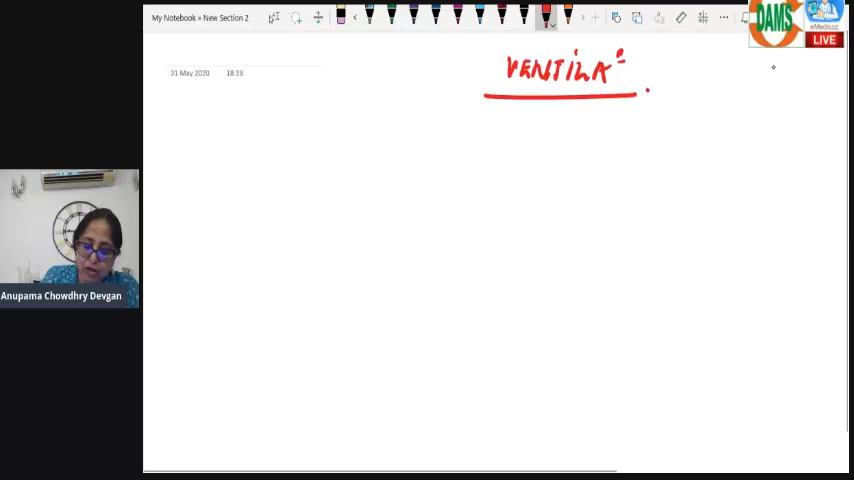 My Notebook » New Section 2
DAMS
eMedicoz
LIVE
31 May 2020 18:38
VENTILA
Anupama Chowdhry Devgan